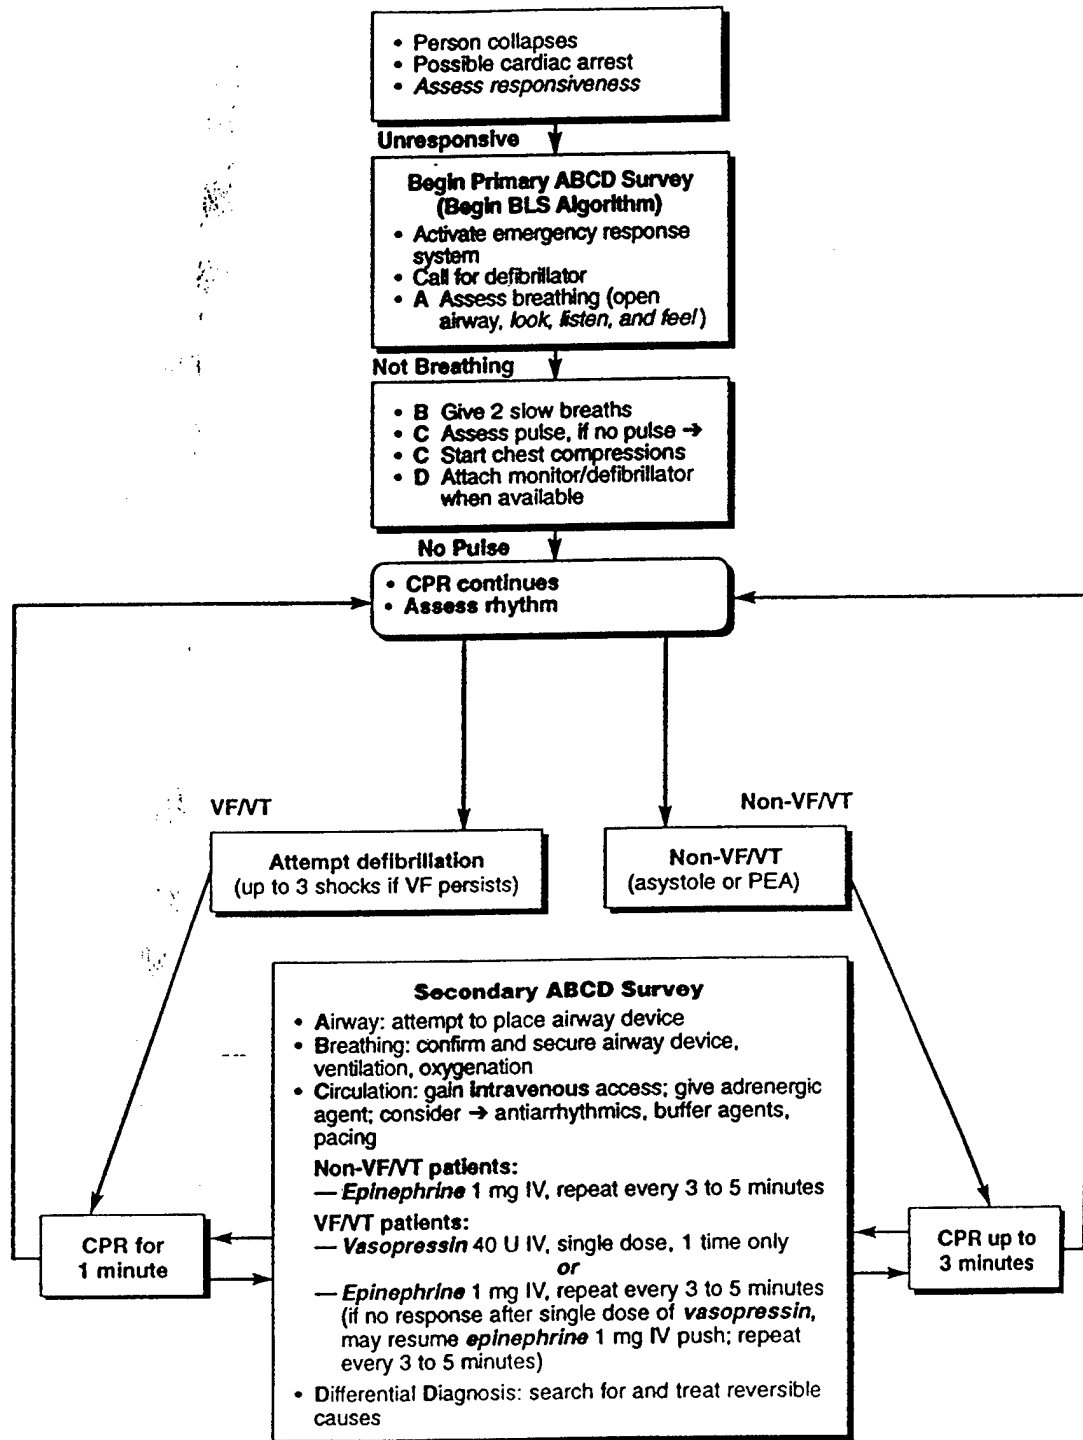 • Person collapses
• Possible cardiac arrest
• Assess responsiveness
Unresponsive
Begin Primary ABCD Survey
(Begin BLS Algorithm)
• Activate emergency response
system
• Call for defibrillator
• A Assess breathing (open
airway, look, listen, and feel)
Not Breathing
• B Give 2 slow breaths
• C Assess pulse, if no pulse →
• C Start chest compressions
• D Attach monitor/defibrillator
when available
No Pulse
• CPR continues
• Assess rhythm
VF/VT
Non-VF/VT
Attempt defibrillation
(up to 3 shocks if VF persists)
Non-VF/VT
(asystole or PEA)
Secondary ABCD Survey
• Airway: attempt to place airway device
• Breathing: confirm and secure airway device,
ventilation, oxygenation
• Circulation: gain intravenous access; give adrenergic
agent; consider → antiarrhythmics, buffer agents,
pacing
Non-VF/VT patients:
— Epinephrine 1 mg IV, repeat every 3 to 5 minutes
VF/VT patients:
— Vasopressin 40 U IV, single dose, 1 time only
or
— Epinephrine 1 mg IV, repeat every 3 to 5 minutes
(if no response after single dose of vasopressin,
may resume epinephrine 1 mg IV push; repeat
every 3 to 5 minutes)
• Differential Diagnosis: search for and treat reversible
causes
CPR for
1 minute
CPR up to
3 minutes